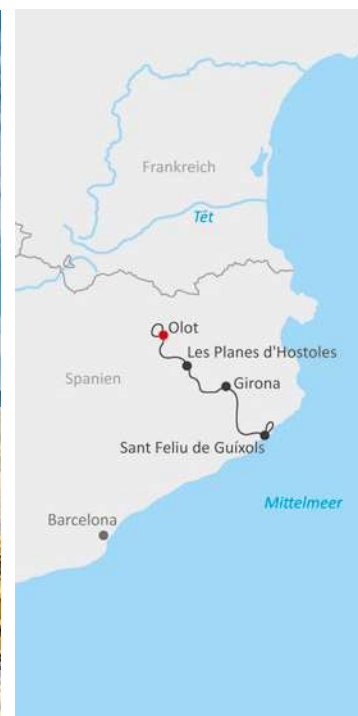 Frankreich
Têt
Olot
Les Planes d'Hostoles
Spanien
Girona
Sant Feliu de Guíxols
Mittelmeer
Barcelona